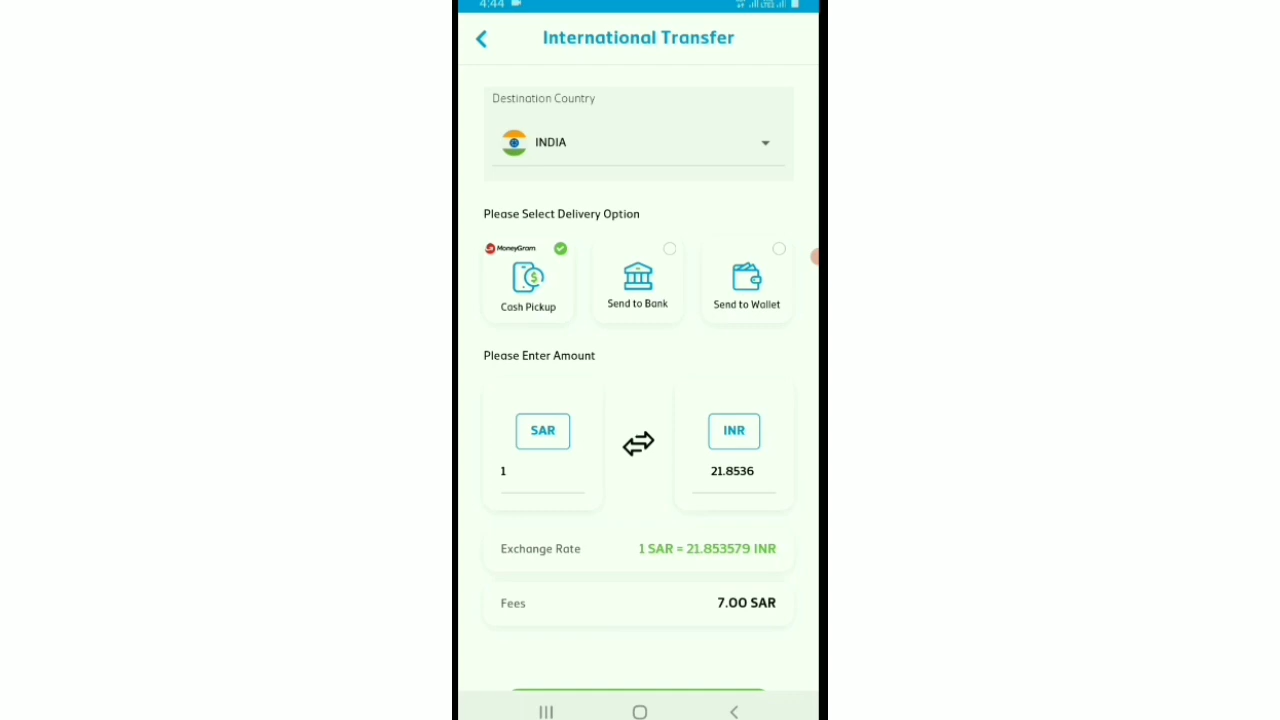 4:44
International Transfer
Destination Country
INDIA
Please Select Delivery Option
MoneyGram
Cash Pickup
Send to Bank
Send to Wallet
Please Enter Amount
SAR
INR
1
21.8536
Exchange Rate
1 SAR = 21.853579 INR
Fees
7.00 SAR